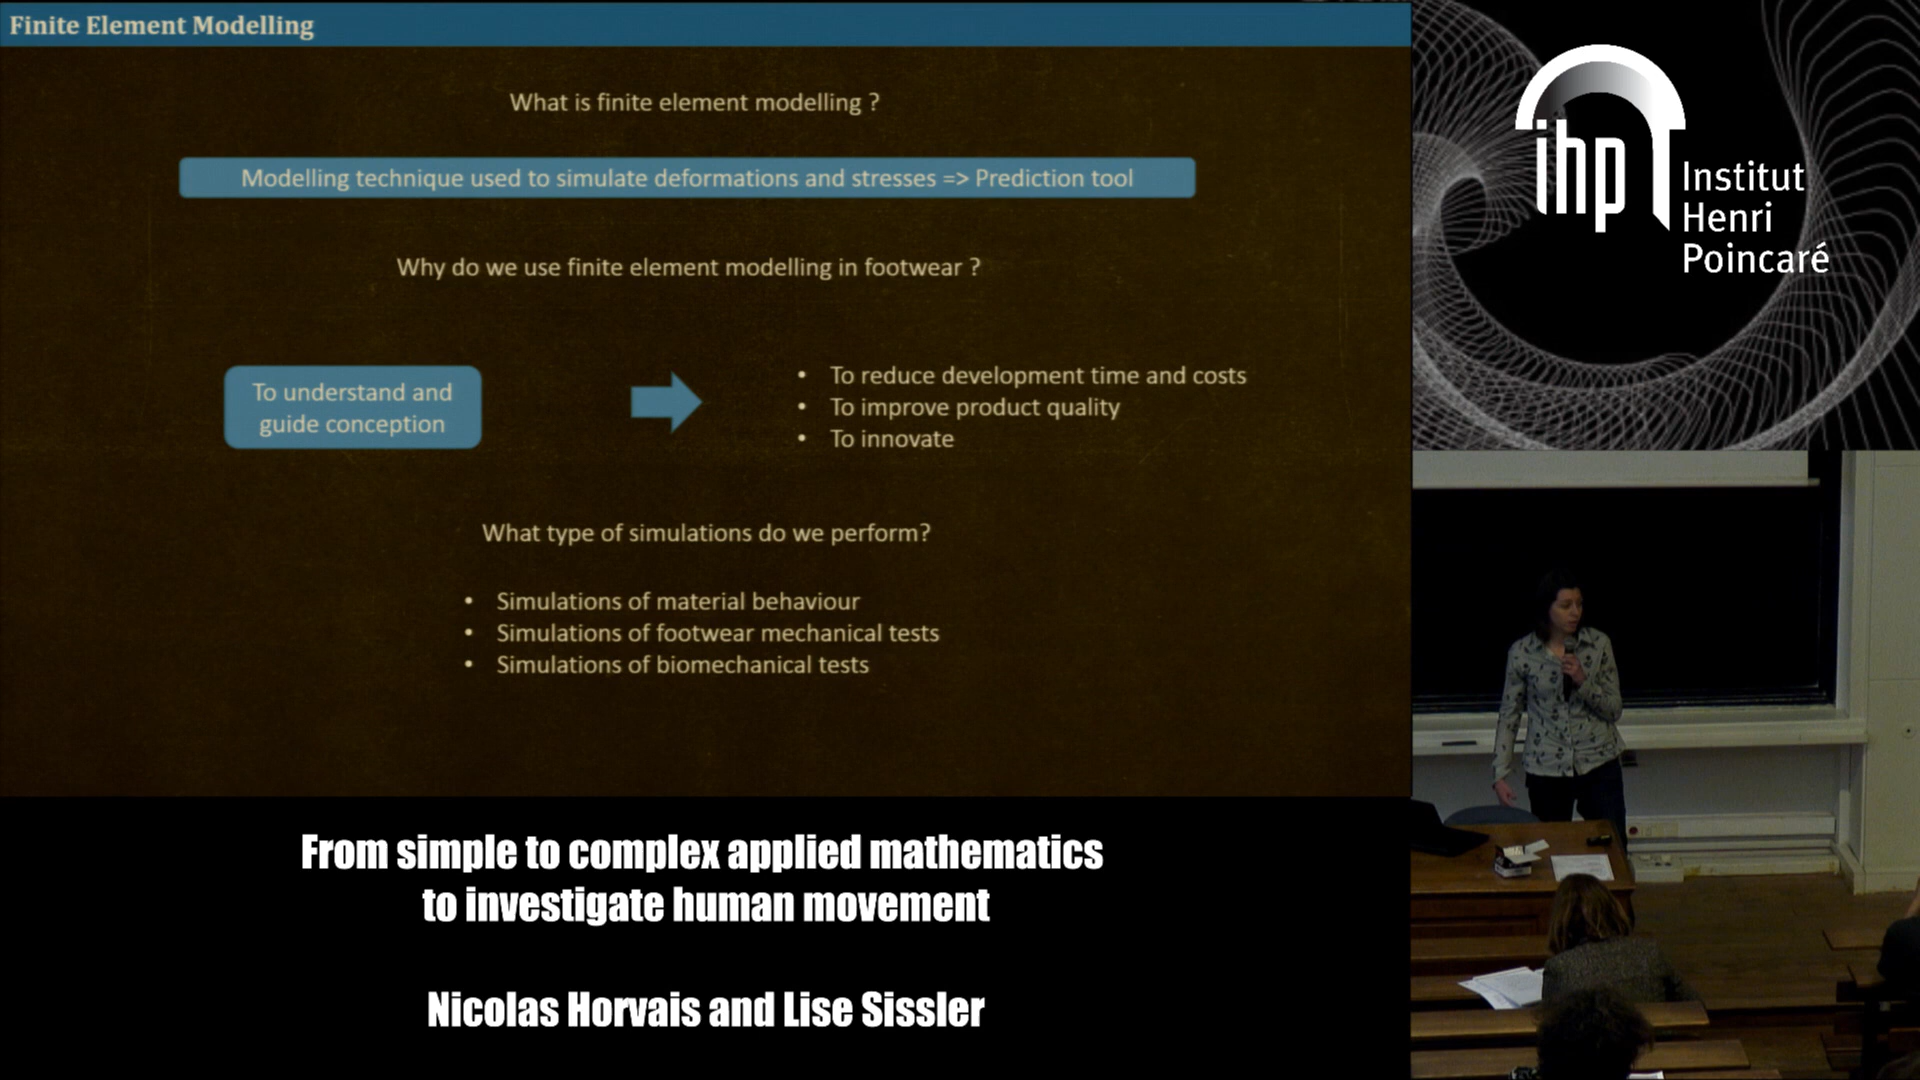 Finite Element Modelling
What is finite element modelling ?
Modelling technique used to simulate deformations and stresses => Prediction tool
Why do we use finite element modelling in footwear ?
To understand and
guide conception
• To reduce development time and costs
• To improve product quality
• To innovate
What type of simulations do we perform?
• Simulations of material behaviour
• Simulations of footwear mechanical tests
• Simulations of biomechanical tests
From simple to complex applied mathematics
to investigate human movement
Nicolas Horvais and Lise Sissler
ihp
Institut
Henri
Poincaré